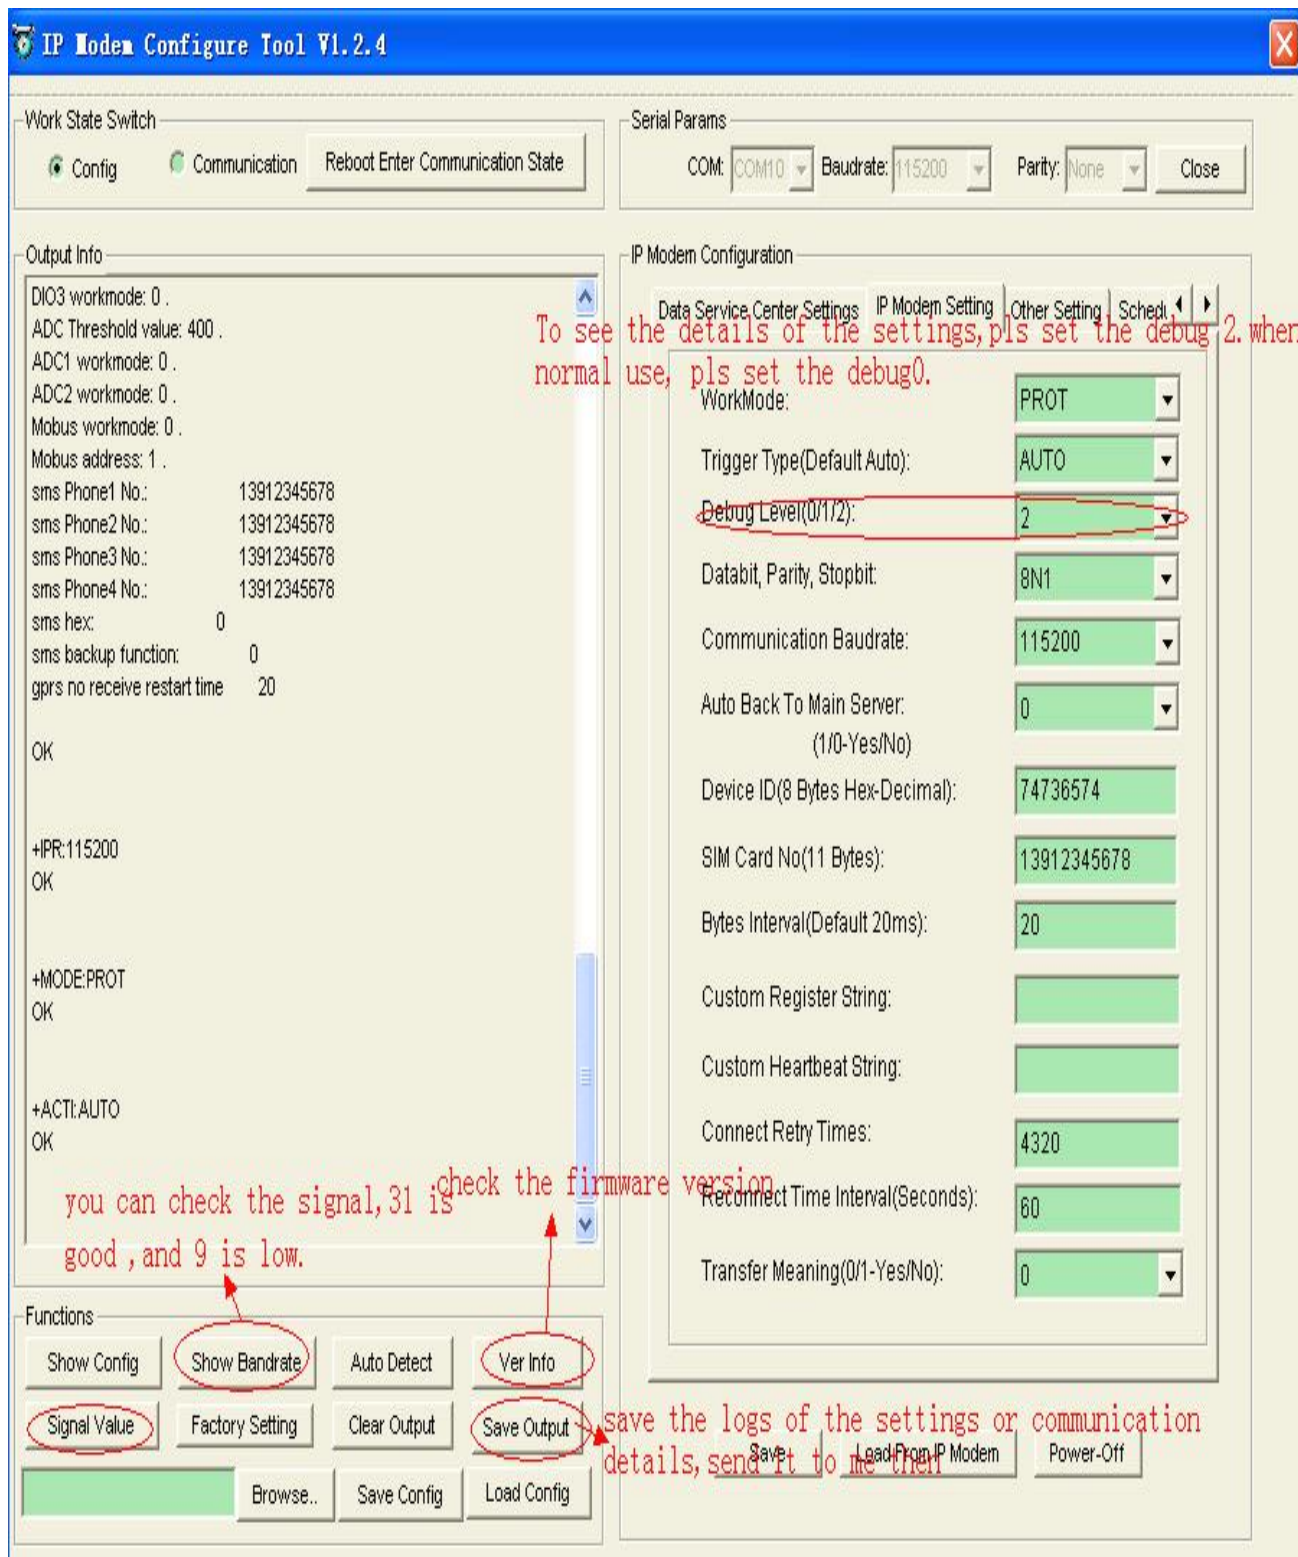 IP Modem Configure Tool V1.2.4
Work State Switch
Config
Communication
Reboot Enter Communication State
Serial Params
COM:
COM10
Baudrate:
115200
Parity:
None
Close
Output Info
DIO3 workmode: 0 .
ADC Threshold value: 400 .
ADC1 workmode: 0 .
ADC2 workmode: 0 .
Mobus workmode: 0 .
Mobus address: 1 .
sms Phone1 No.: 13912345678
sms Phone2 No.: 13912345678
sms Phone3 No.: 13912345678
sms Phone4 No.: 13912345678
sms hex: 0
sms backup function: 0
gprs no receive restart time 20
OK
+IPR:115200
OK
+MODE:PROT
OK
+ACTI:AUTO
OK
you can check the signal,31 is
good ,and 9 is low.
check the firmware version
IP Modem Configuration
Data Service Center Settings
IP Modem Setting
Other Setting
Schedu
To see the details of the settings,pls set the debug 2.when
normal use, pls set the debug0.
WorkMode: PROT
Trigger Type(Default Auto): AUTO
Debug Level(0/1/2): 2
Databit, Parity, Stopbit: 8N1
Communication Baudrate: 115200
Auto Back To Main Server: 0
(1/0-Yes/No)
Device ID(8 Bytes Hex-Decimal): 74736574
SIM Card No(11 Bytes): 13912345678
Bytes Interval(Default 20ms): 20
Custom Register String:
Custom Heartbeat String:
Connect Retry Times: 4320
Reconnect Time Interval(Seconds): 60
Transfer Meaning(0/1-Yes/No): 0
Functions
Show Config
Show Bandrate
Auto Detect
Ver Info
Signal Value
Factory Setting
Clear Output
Save Output
Browse..
Save Config
Load Config
save the logs of the settings or communication
details,send it to me then
Save
Load From IP Modem
Power-Off